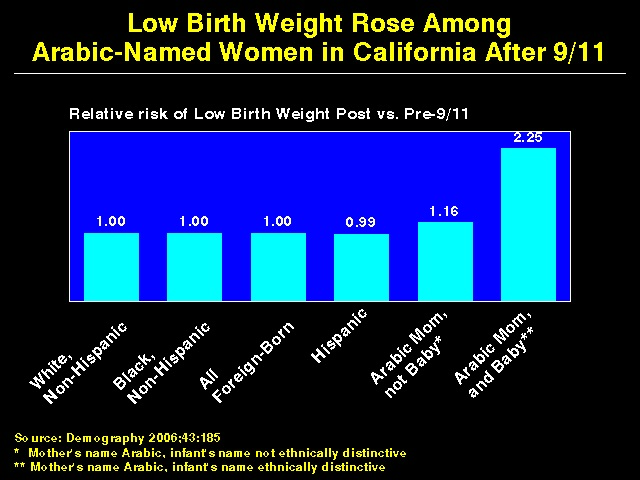 Low Birth Weight Rose Among
Arabic-Named Women in California After 9/11
Relative risk of Low Birth Weight Post vs. Pre-9/11
1.00
1.00
1.00
0.99
1.16
2.25
White,
Non-Hispanic
Black,
Non-Hispanic
All
Foreign-Born
Hispanic
Arabic Mom,
not Baby*
Arabic Mom,
and Baby**
Source: Demography 2006;43:185
* Mother's name Arabic, infant's name not ethnically distinctive
** Mother's name Arabic, infant's name ethnically distinctive